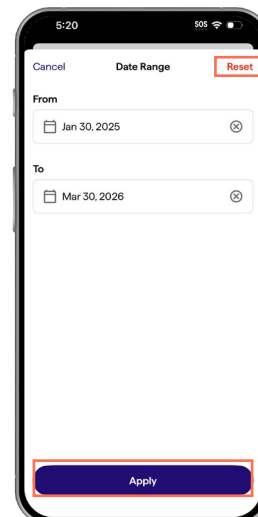 5:20 SOS
Cancel Date Range Reset
From
Jan 30, 2025
To
Mar 30, 2026
Apply